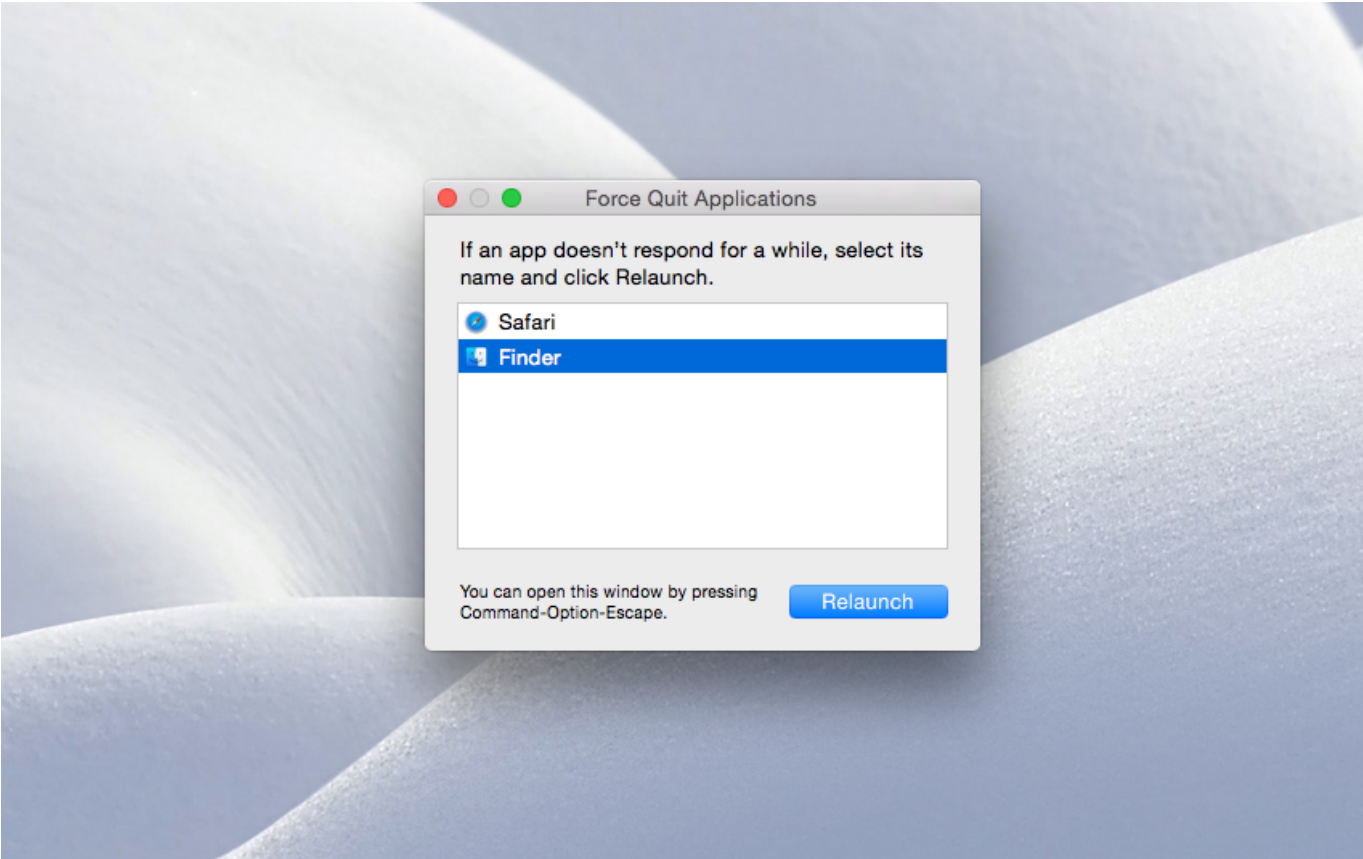 Force Quit Applications
If an app doesn't respond for a while, select its
name and click Relaunch.
Safari
Finder
You can open this window by pressing
Command-Option-Escape.
Relaunch